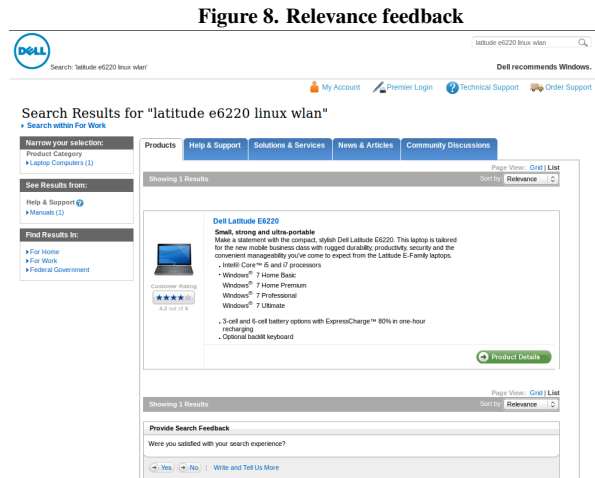 Figure 8. Relevance feedback
DELL
latitude e6220 linux wlan
Search: 'latitude e6220 linux wlan'
Dell recommends Windows.
My Account
Premier Login
Technical Support
Order Support
Search Results for "latitude e6220 linux wlan"
Search within For Work
Narrow your selection:
Product Category
Laptop Computers (1)
See Results from:
Help & Support
Manuals (1)
Find Results In:
For Home
For Work
Federal Government
Products
Help & Support
Solutions & Services
News & Articles
Community Discussions
Page View: Grid | List
Showing 1 Results
Sort by: Relevance
Dell Latitude E6220
Small, strong and ultra-portable
Make a statement with the compact, stylish Dell Latitude E6220. This laptop is tailored
for the new mobile business class with rugged durability, productivity, security and the
convenient manageability you've come to expect from the Latitude E-Family laptops.
Intel® Core™ i5 and i7 processors
Windows® 7 Home Basic
Windows® 7 Home Premium
Windows® 7 Professional
Windows® 7 Ultimate
3-cell and 6-cell battery options with ExpressCharge™ 80% in one-hour
recharging
Optional backlit keyboard
Customer Rating
4.2 out of 5
Product Details
Page View: Grid | List
Showing 1 Results
Sort by: Relevance
Provide Search Feedback
Were you satisfied with your search experience?
Yes
No
| Write and Tell Us More